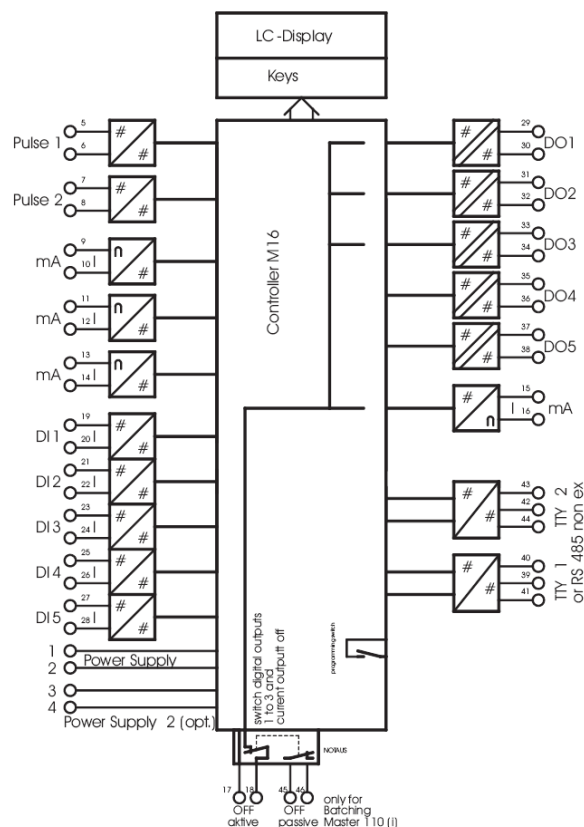 LC-Display
Keys
Controller M16
Pulse 1
5
#
6
#
Pulse 2
7
#
8
#
mA
9
n
10 I
#
mA
11
n
12 I
#
mA
13
n
14 I
#
DI 1
19
#
20 I
#
DI 2
21
#
22 I
#
DI 3
23
#
24 I
#
DI 4
25
#
26 I
#
DI 5
27
#
28 I
#
1
2
Power Supply
3
4
Power Supply 2 (opt.)
#
29
DO1
#
30
#
31
DO2
#
32
#
33
DO3
#
34
#
35
DO4
#
36
#
37
DO5
#
38
#
15
n
I 16
mA
#
43
42
#
44
TTY 2
#
40
39
#
41
TTY 1
or RS 485 non ex
switch digital outputs
1 to 3 and
current outputt off
programming switch
NOTAUS
17
18
45
46
OFF
aktive
OFF
passive
only for
Batching
Master 110 (i)